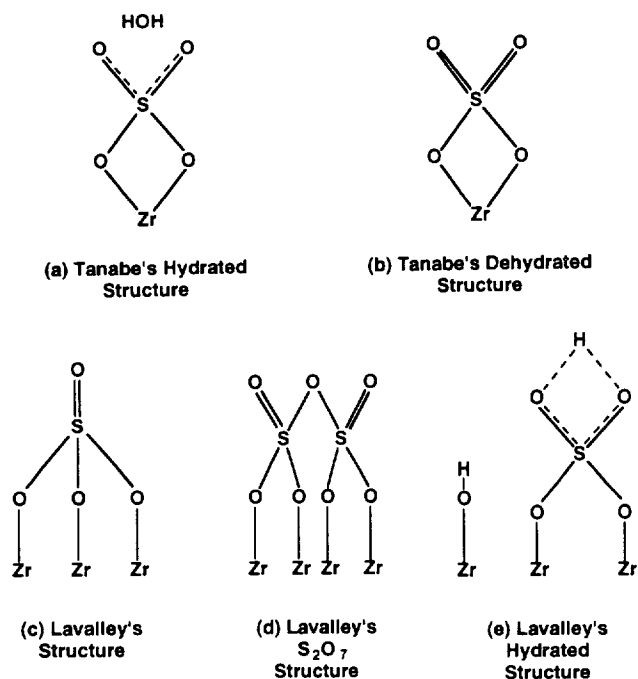 HOH
O O
S
O O
Zr
(a) Tanabe's Hydrated
Structure
O O
S
O O
Zr
(b) Tanabe's Dehydrated
Structure
O
S
O O O
Zr Zr Zr
(c) Lavalley's
Structure
O O O
S S
O O O O
Zr Zr Zr Zr
(d) Lavalley's
S₂O₇
Structure
H
O O
S
H
O O O
Zr Zr Zr
(e) Lavalley's
Hydrated
Structure